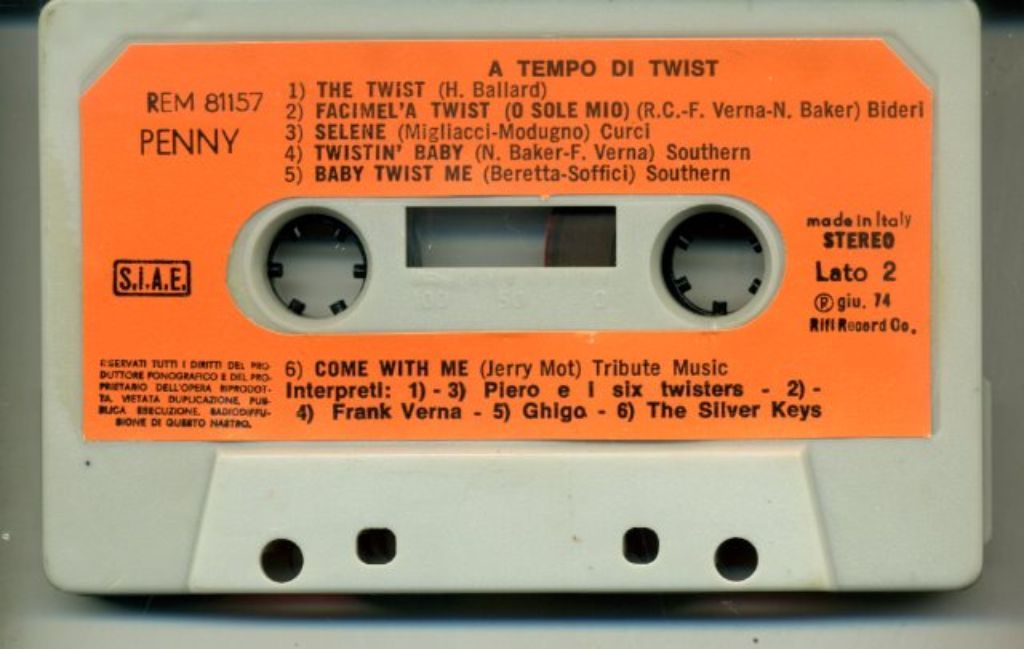 A TEMPO DI TWIST
REM 81157
PENNY
1) THE TWIST (H. Ballard)
2) FACIMEL'A TWIST (O SOLE MIO) (R.C.-F. Verna-N. Baker) Bideri
3) SELENE (Migliacci-Modugno) Curci
4) TWISTIN' BABY (N. Baker-F. Verna) Southern
5) BABY TWIST ME (Beretta-Soffici) Southern
S.I.A.E.
made in Italy
STEREO
Lato 2
Ⓟ giu. 74
Rifi Record Co.
RISERVATI TUTTI I DIRITTI DEL PRO-
DUTTORE FONOGRAFICO E DEL PRO-
PRIETARIO DELL'OPERA RIPRODOT-
TA. VIETATA DUPLICAZIONE, PUB-
BLICA ESECUZIONE, RADIODIFFU-
SIONE DI QUESTO NASTRO.
6) COME WITH ME (Jerry Mot) Tribute Music
Interpreti: 1) - 3) Piero e i six twisters - 2) -
4) Frank Verna - 5) Ghigo - 6) The Silver Keys